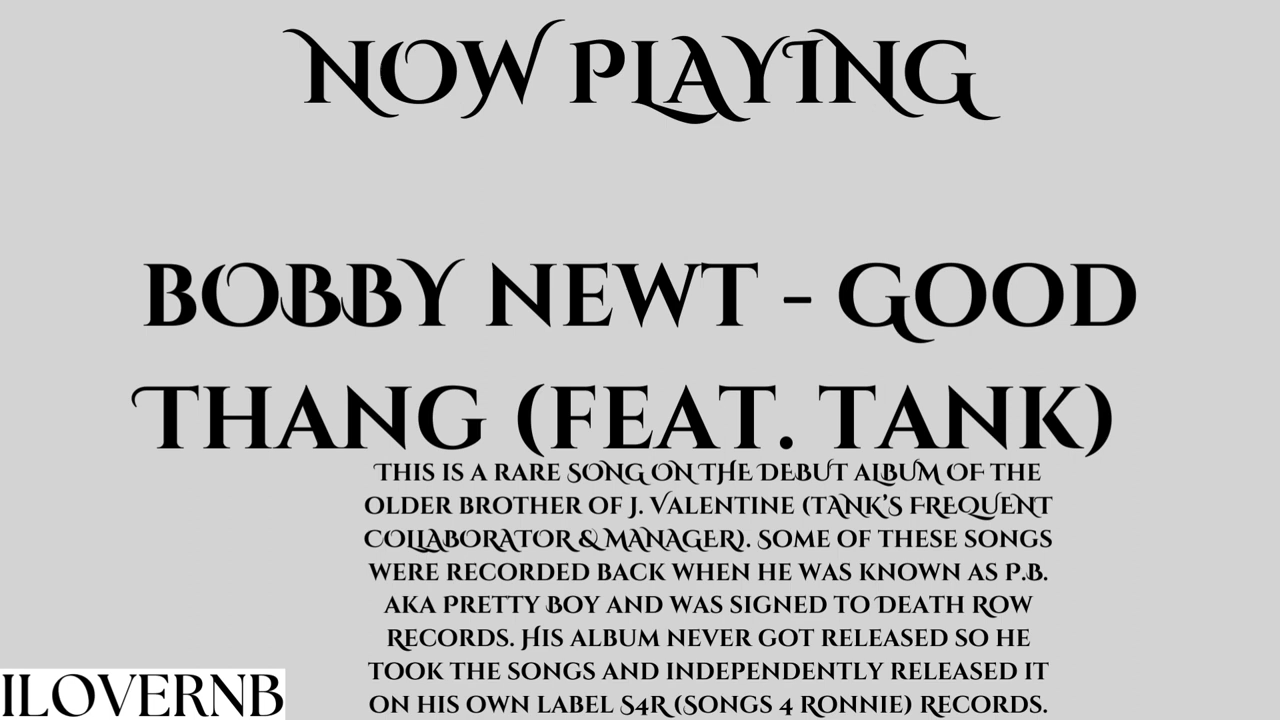 NOW PLAYING
BOBBY NEWT - GOOD
THANG (FEAT. TANK)
THIS IS A RARE SONG ON THE DEBUT ALBUM OF THE
OLDER BROTHER OF J. VALENTINE (TANK'S FREQUENT
COLLABORATOR & MANAGER). SOME OF THESE SONGS
WERE RECORDED BACK WHEN HE WAS KNOWN AS P.B.
AKA PRETTY BOY AND WAS SIGNED TO DEATH ROW
RECORDS. HIS ALBUM NEVER GOT RELEASED SO HE
TOOK THE SONGS AND INDEPENDENTLY RELEASED IT
ON HIS OWN LABEL S4R (SONGS 4 RONNIE) RECORDS.
ILOVERNB